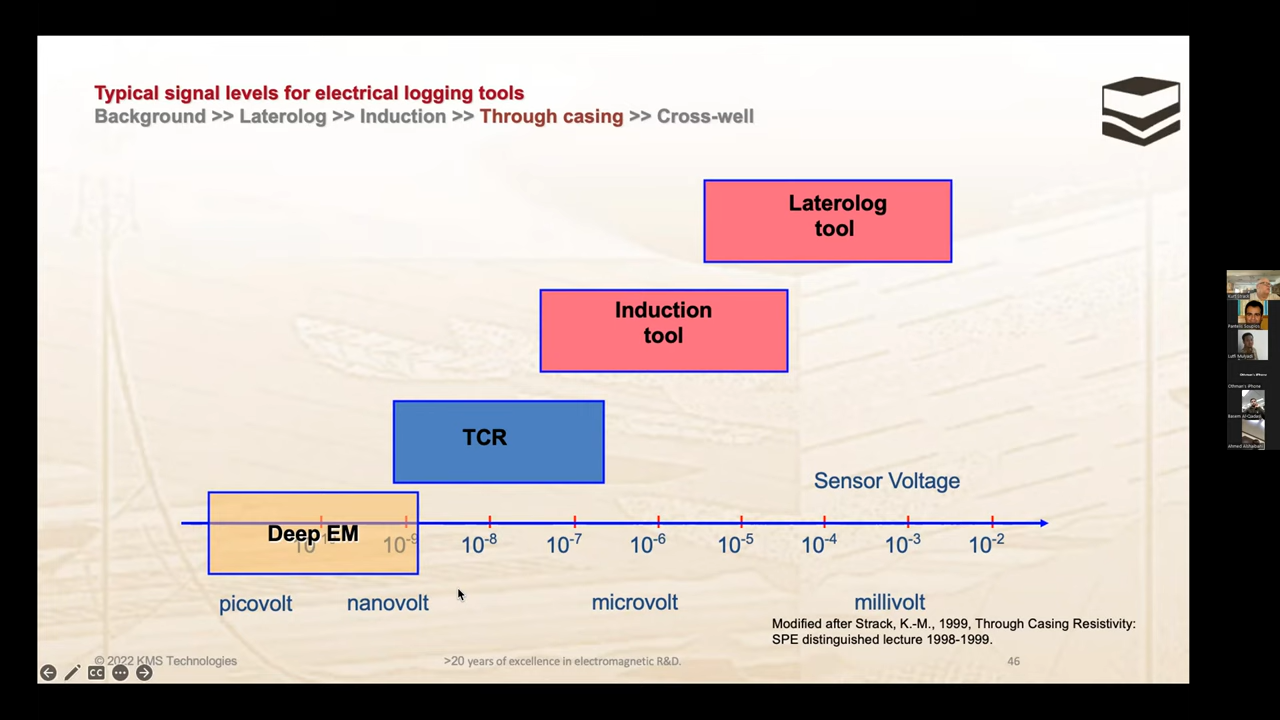 Typical signal levels for electrical logging tools
Background >> Laterolog >> Induction >> Through casing >> Cross-well
Laterolog
tool
Induction
tool
TCR
Sensor Voltage
Deep EM
10⁻⁹ 10⁻⁸ 10⁻⁷ 10⁻⁶ 10⁻⁵ 10⁻⁴ 10⁻³ 10⁻²
picovolt nanovolt microvolt millivolt
Modified after Strack, K.-M., 1999, Through Casing Resistivity:
SPE distinguished lecture 1998-1999.
© 2022 KMS Technologies >20 years of excellence in electromagnetic R&D. 46
CC